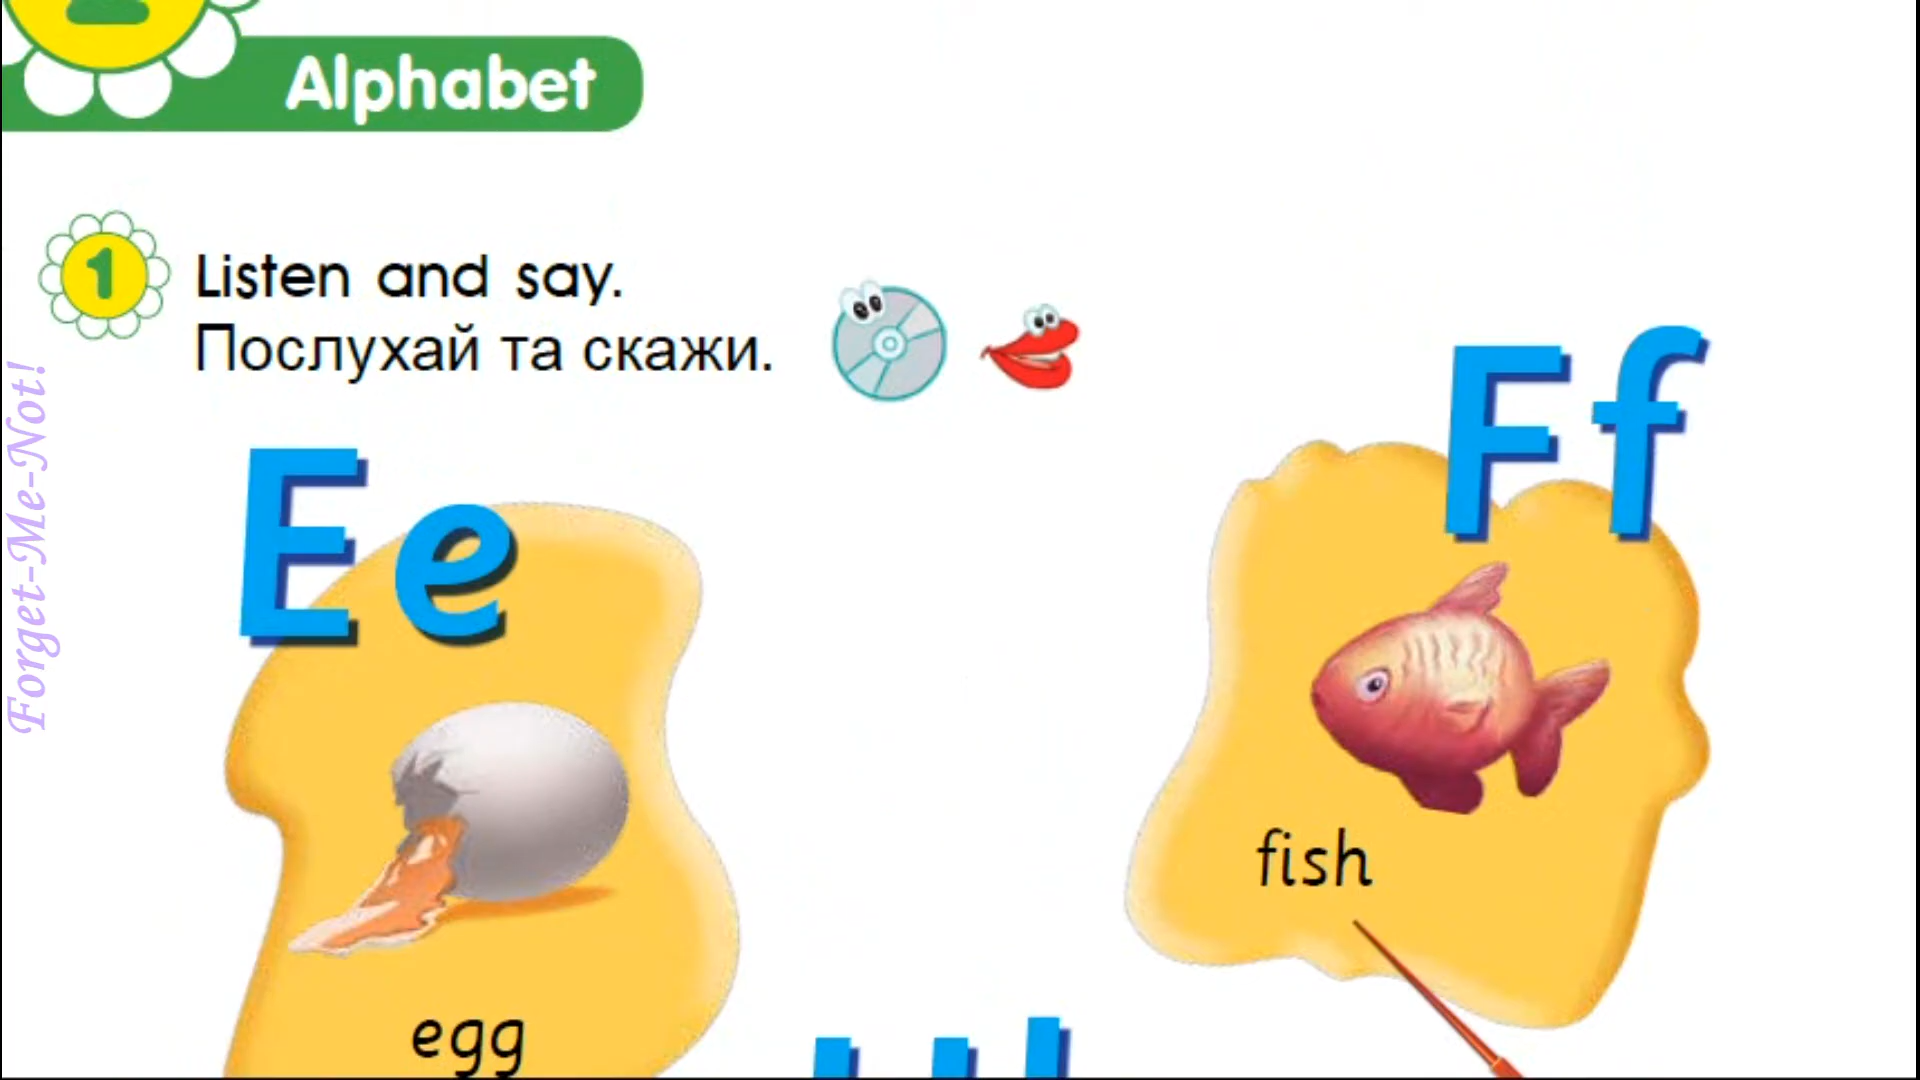 Alphabet
1 Listen and say.
Послухай та скажи.
Ee
Ff
fish
egg
Forget-Me-Not!